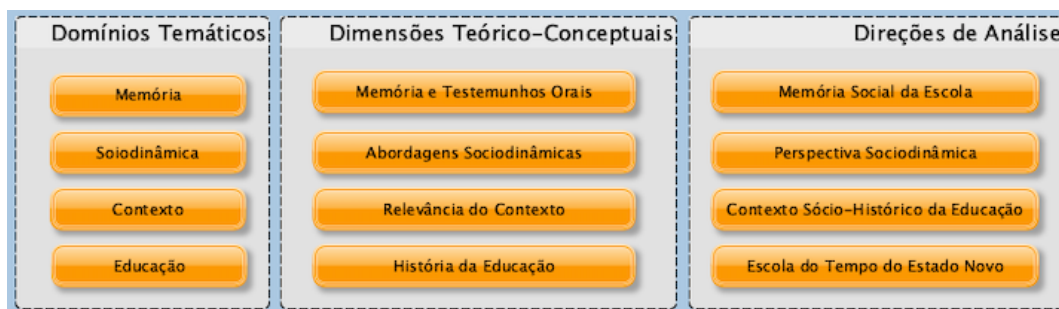 Domínios Temáticos
Memória
Soiodinâmica
Contexto
Educação
Dimensões Teórico-Conceptuais
Memória e Testemunhos Orais
Abordagens Sociodinâmicas
Relevância do Contexto
História da Educação
Direções de Análise
Memória Social da Escola
Perspectiva Sociodinâmica
Contexto Sócio-Histórico da Educação
Escola do Tempo do Estado Novo